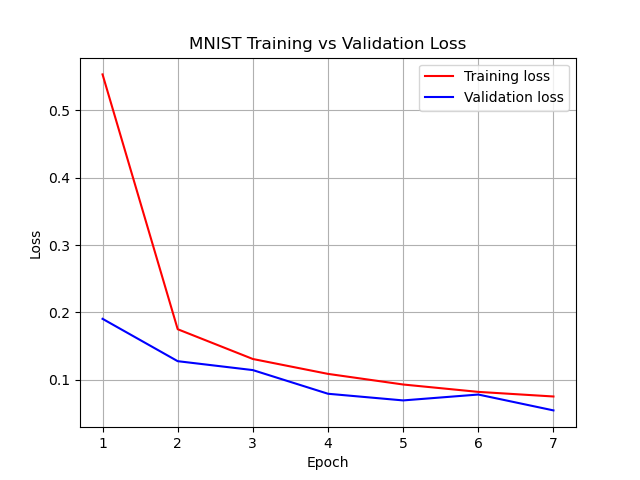 MNIST Training vs Validation Loss
Training loss
Validation loss
0.5
0.4
0.3
0.2
0.1
Loss
1 2 3 4 5 6 7
Epoch